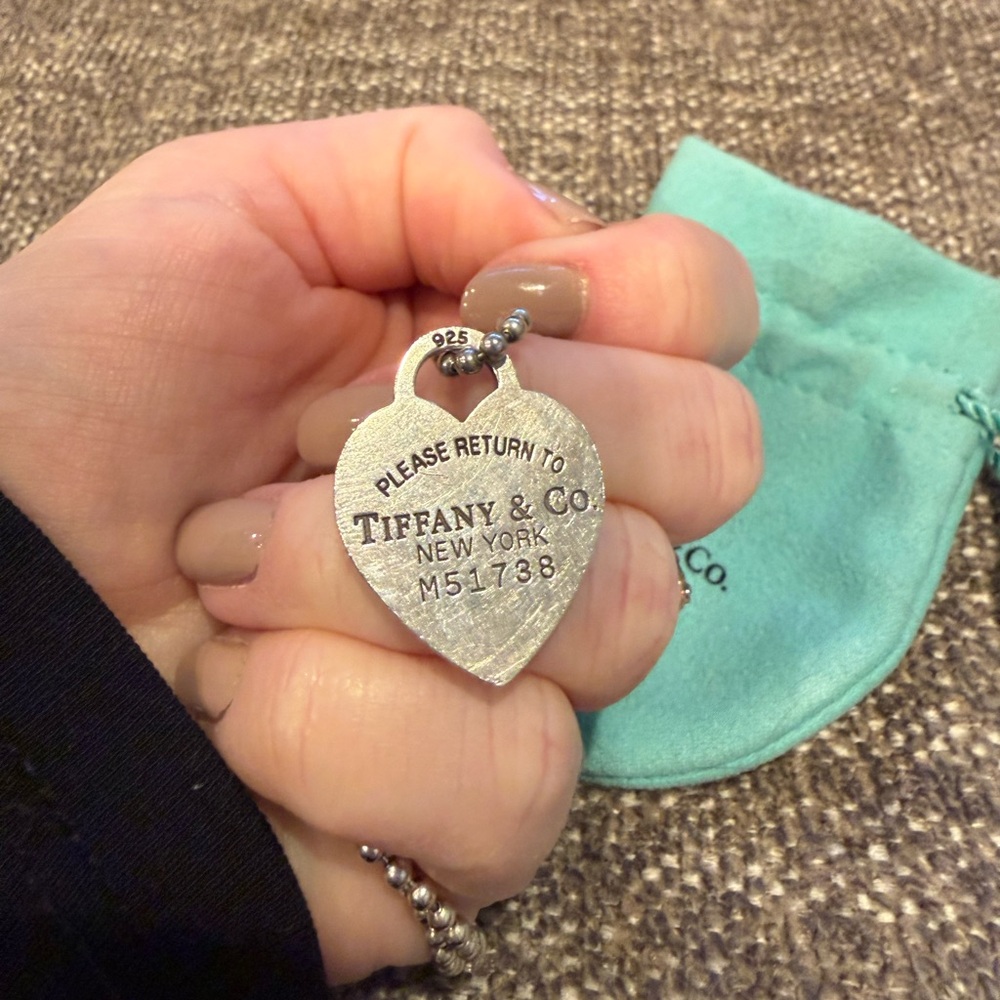 925
PLEASE RETURN TO
TIFFANY & CO.
NEW YORK
M51738
& Co.